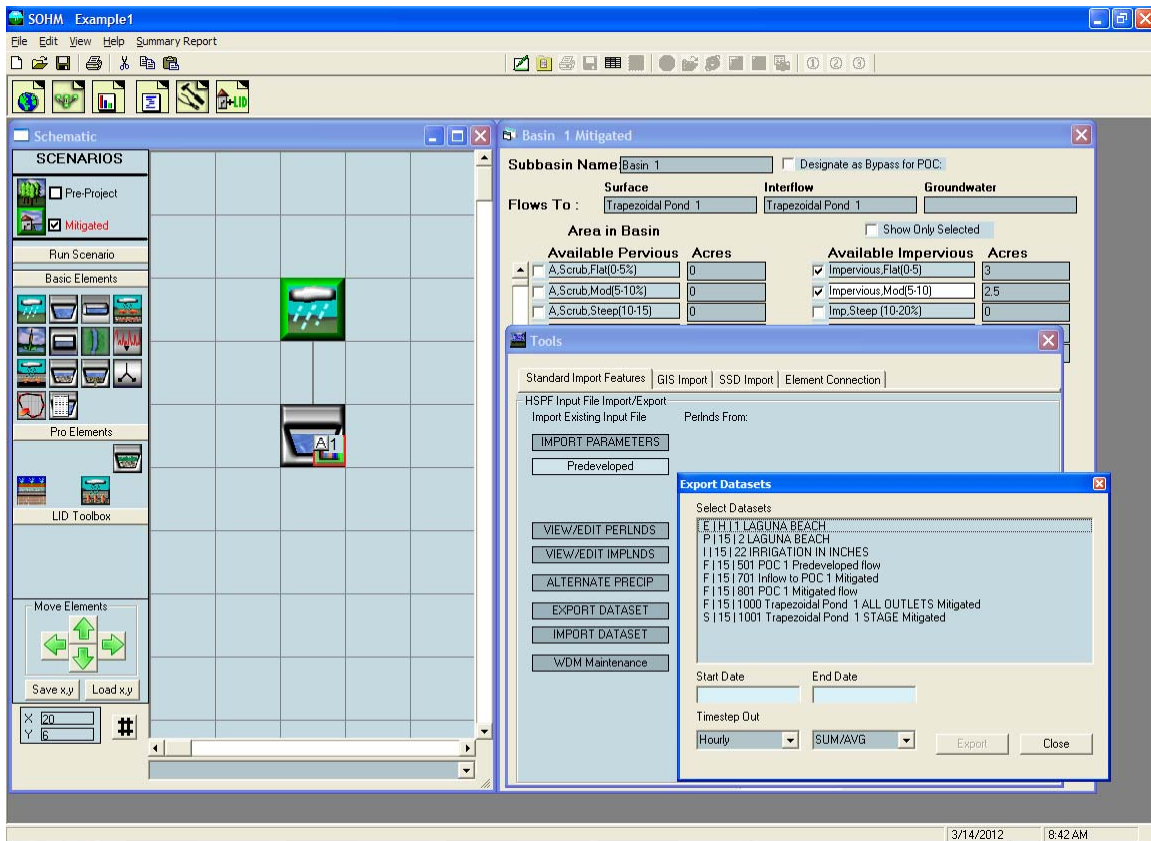 SOHM Example1
File Edit View Help Summary Report
Schematic
SCENARIOS
Pre-Project
Mitigated
Run Scenario
Basic Elements
Pro Elements
LID Toolbox
Move Elements
Save x,y Load x,y
X 20
Y 6
#
+LID
A 1
Basin 1 Mitigated
Subbasin Name: Basin 1 Designate as Bypass for POC:
Surface Interflow Groundwater
Flows To : Trapezoidal Pond 1 Trapezoidal Pond 1
Area in Basin Show Only Selected
Available Pervious Acres Available Impervious Acres
A,Scrub,Flat(0-5%) 0 Impervious,Flat(0-5) 3
A,Scrub,Mod(5-10%) 0 Impervious,Mod(5-10) 2.5
A,Scrub,Steep(10-15) 0 Imp,Steep (10-20%) 0
Tools
Standard Import Features GIS Import SSD Import Element Connection
HSPF Input File Import/Export
Import Existing Input File Perlnds From:
IMPORT PARAMETERS
Predeveloped
VIEW/EDIT PERLNDS
VIEW/EDIT IMPLNDS
ALTERNATE PRECIP
EXPORT DATASET
IMPORT DATASET
WDM Maintenance
Export Datasets
Select Datasets
E | H | 1 LAGUNA BEACH
P | 15 | 2 LAGUNA BEACH
I | 15 | 22 IRRIGATION IN INCHES
F | 15 | 501 POC 1 Predeveloped flow
F | 15 | 701 Inflow to POC 1 Mitigated
F | 15 | 801 POC 1 Mitigated flow
F | 15 | 1000 Trapezoidal Pond 1 ALL OUTLETS Mitigated
S | 15 | 1001 Trapezoidal Pond 1 STAGE Mitigated
Start Date End Date
Timestep Out
Hourly SUM/AVG Export Close
3/14/2012 8:42 AM